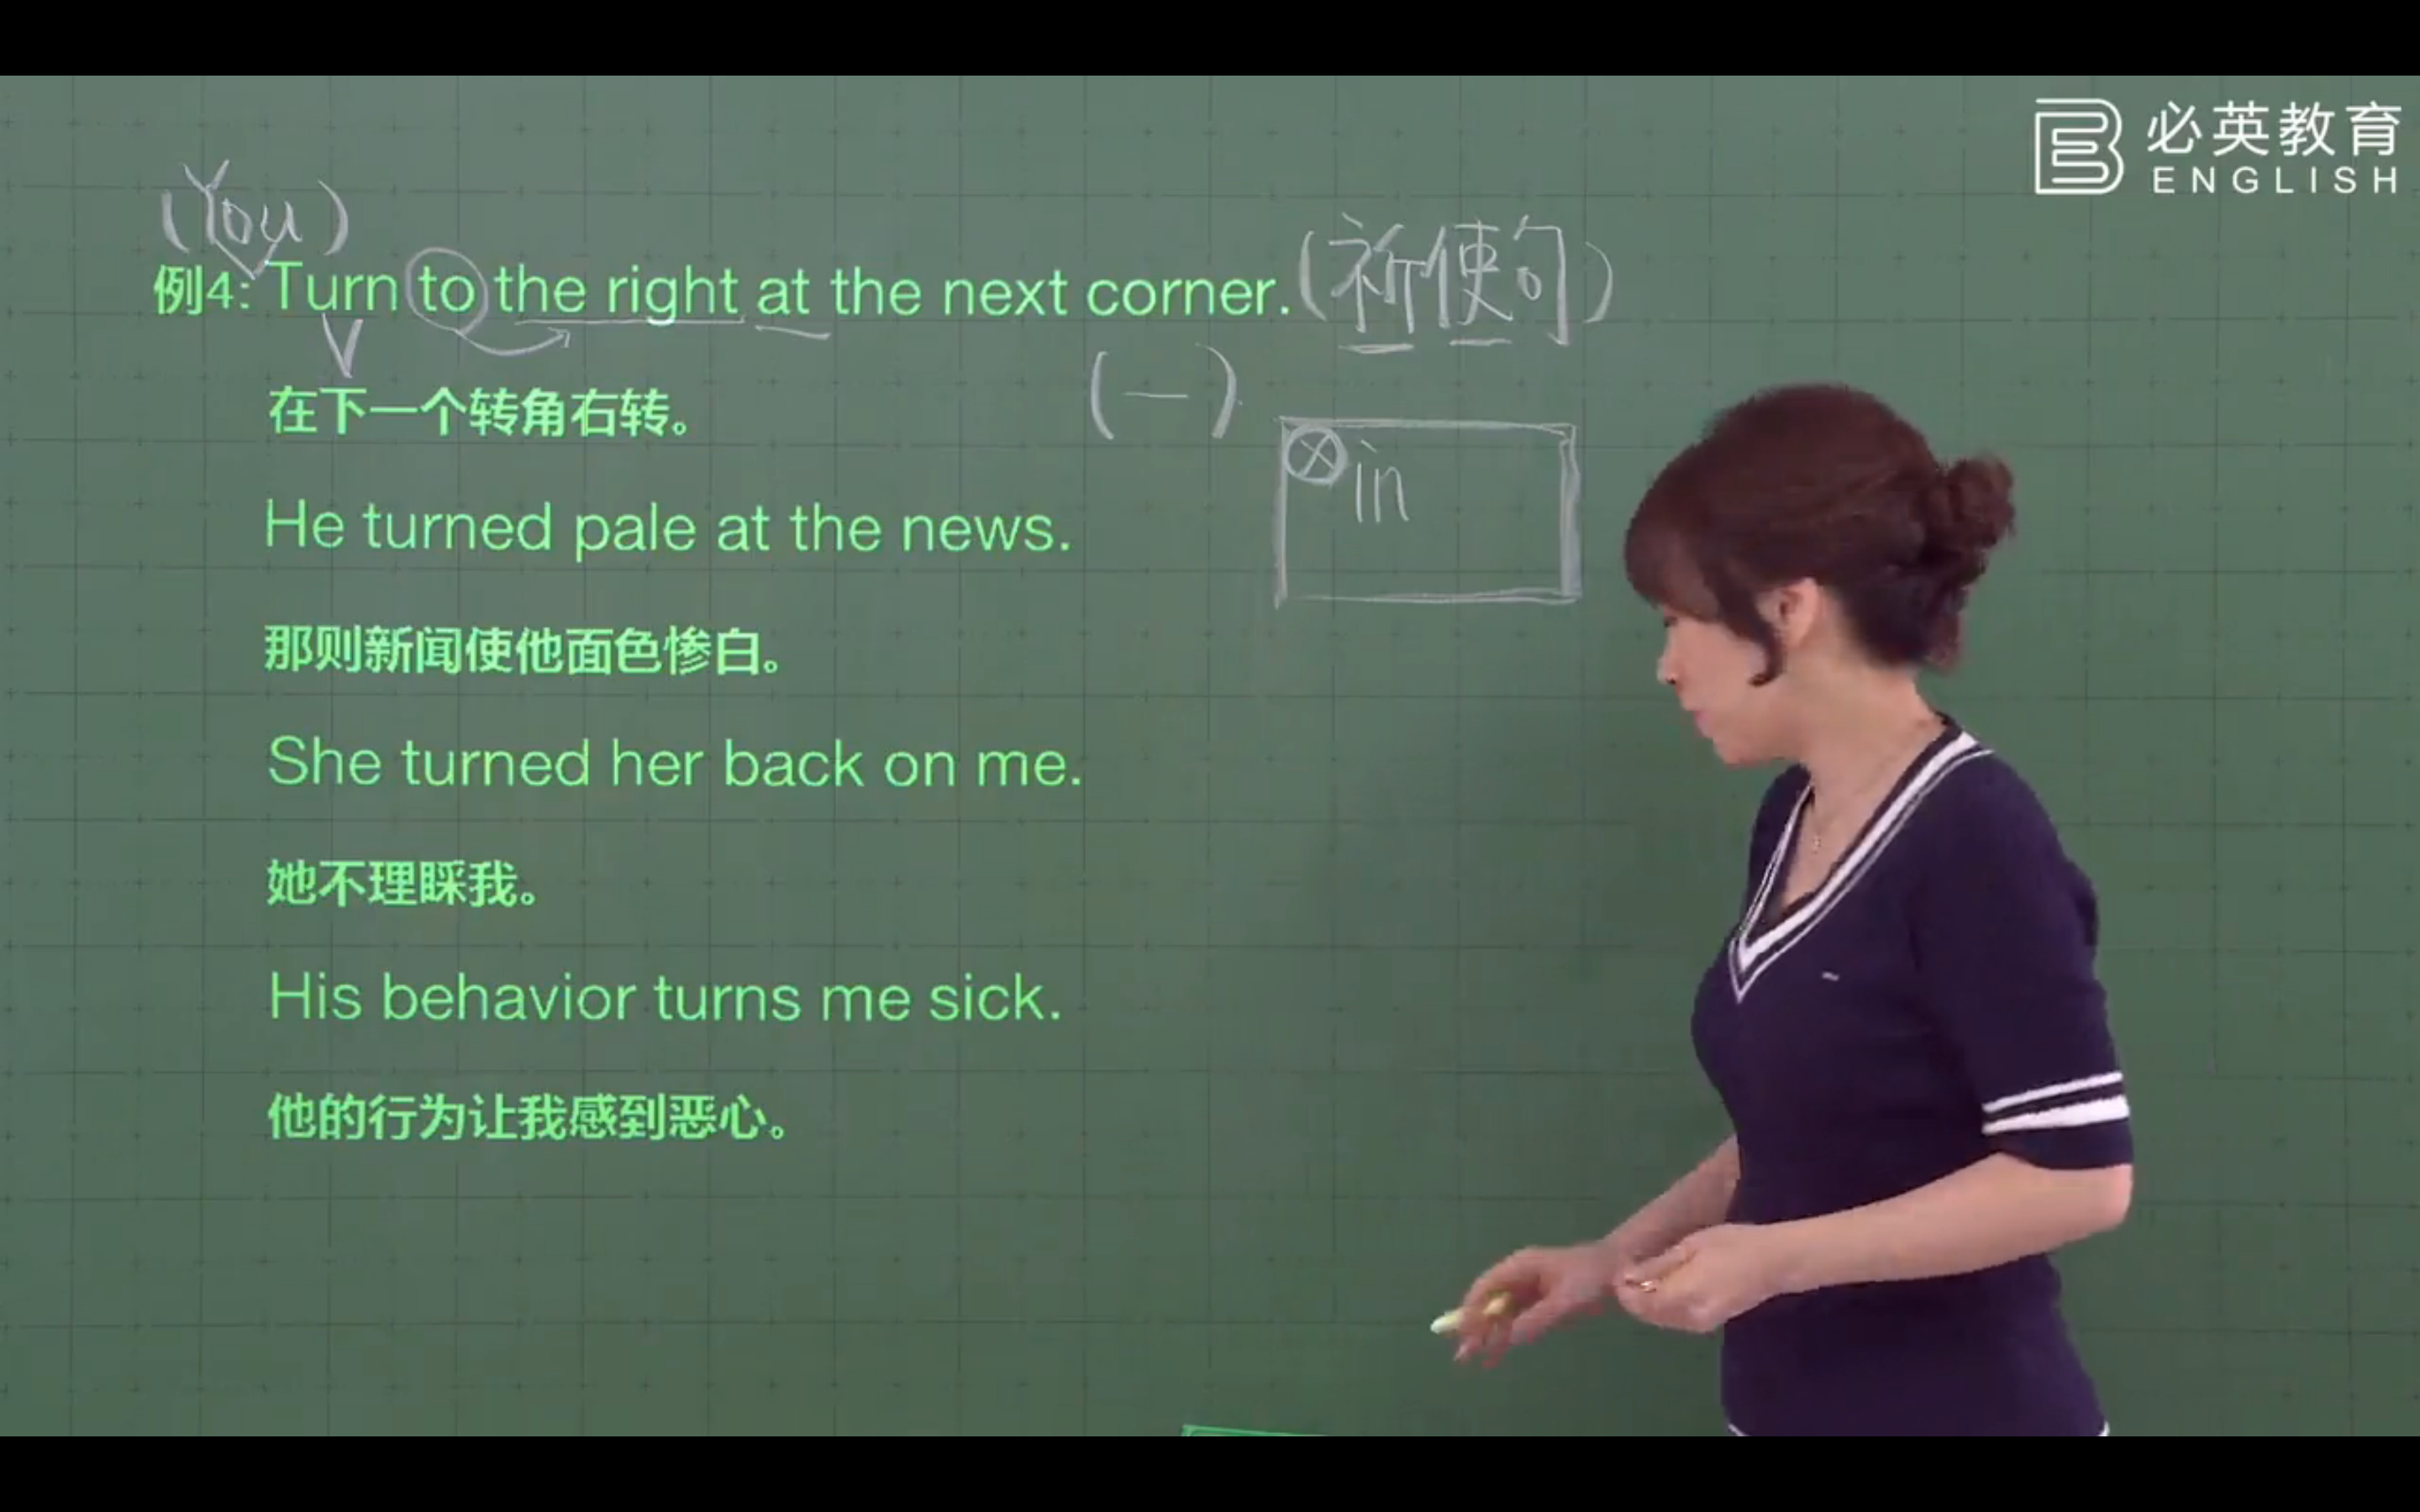 必英教育
ENGLISH
(You)
例4: Turn to the right at the next corner. (祈使句)
V
(一)
在下一个转角右转。
in
He turned pale at the news.
那则新闻使他面色惨白。
She turned her back on me.
她不理睬我。
His behavior turns me sick.
他的行为让我感到恶心。